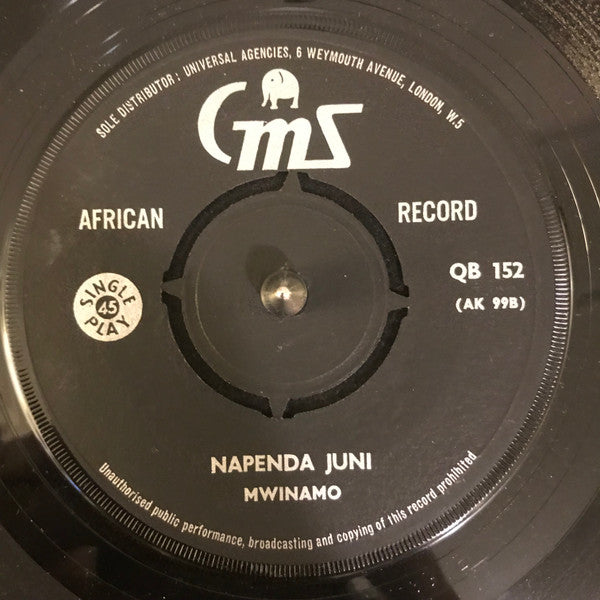 SOLE DISTRIBUTOR: UNIVERSAL AGENCIES, 6 WEYMOUTH AVENUE, LONDON, W.5
CMS
AFRICAN RECORD
SINGLE
45
PLAY
QB 152
(AK 99B)
NAPENDA JUNI
MWINAMO
Unauthorised public performance, broadcasting and copying of this record prohibited